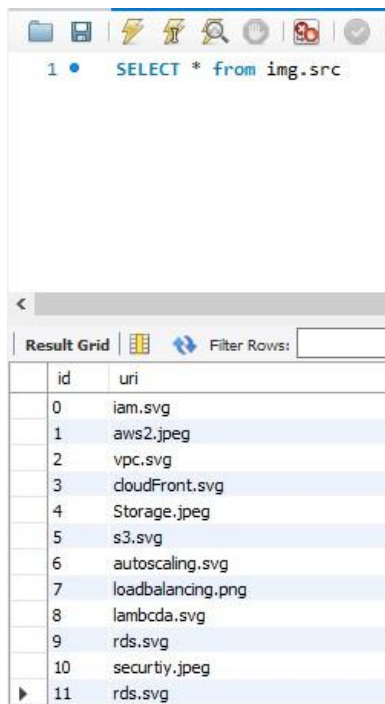 1 SELECT * from img.src
Result Grid Filter Rows:
id uri
0 iam.svg
1 aws2.jpeg
2 vpc.svg
3 cloudFront.svg
4 Storage.jpeg
5 s3.svg
6 autoscaling.svg
7 loadbalancing.png
8 lambcda.svg
9 rds.svg
10 securtiy.jpeg
11 rds.svg